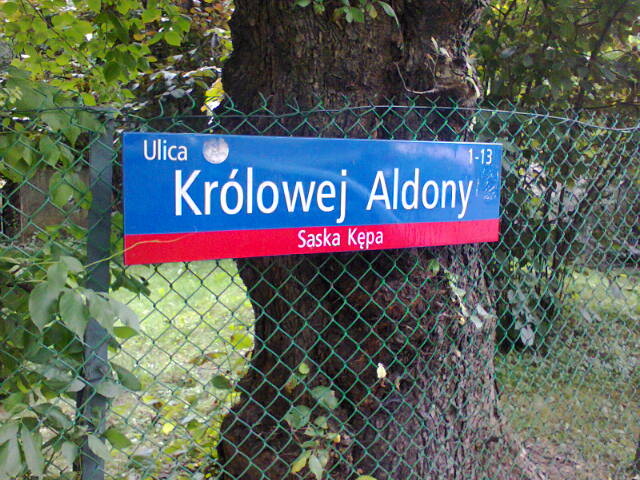 Ulica 1-13
Królowej Aldony
Saska Kępa